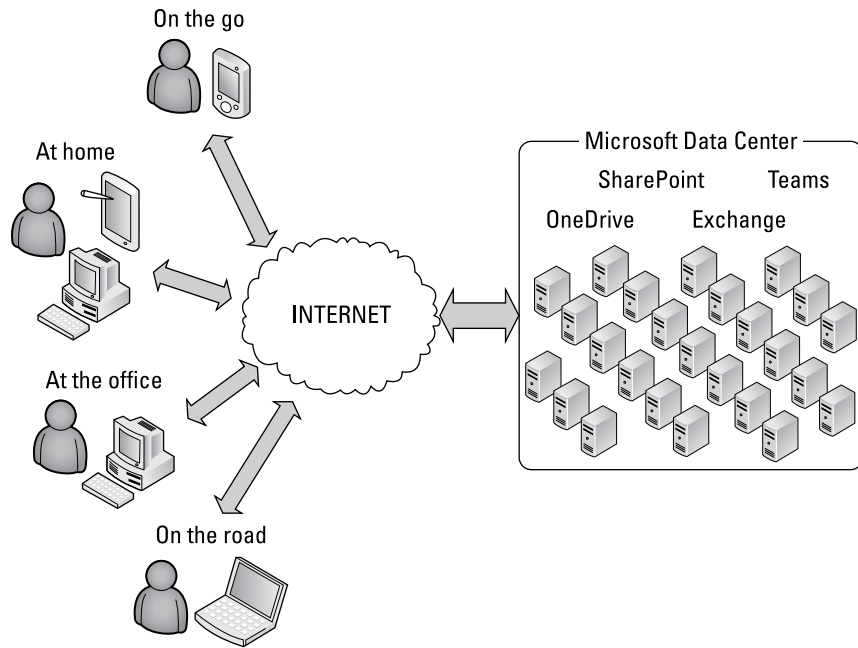 On the go
At home
At the office
On the road
INTERNET
Microsoft Data Center
SharePoint Teams
OneDrive Exchange